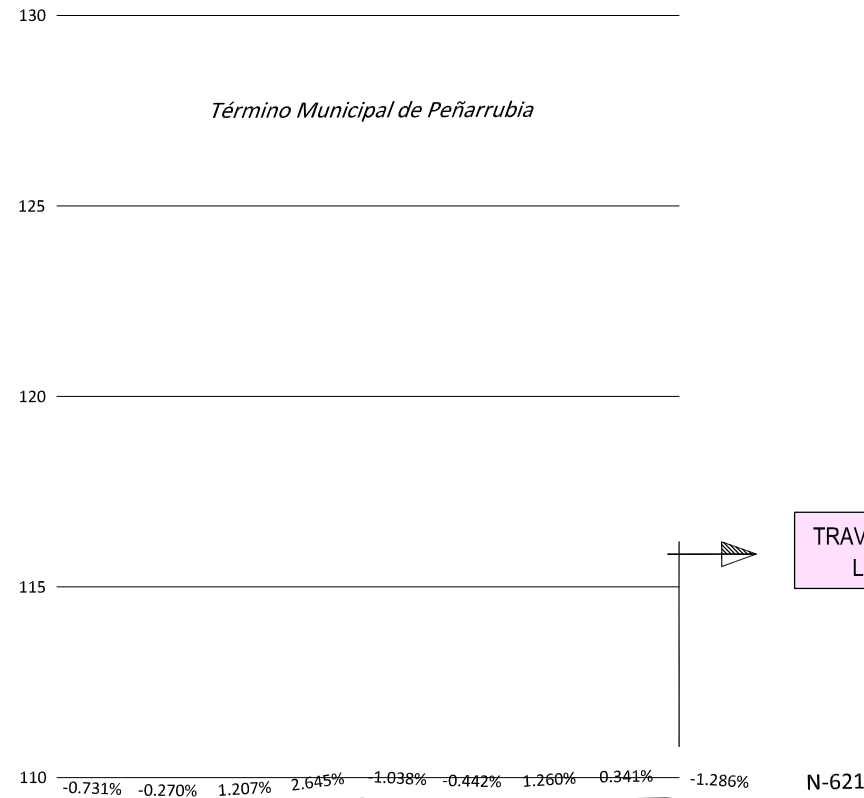 130
Término Municipal de Peñarrubia
125
120
TRAV
L
115
110 -0.731% -0.270% 1.207% 2.645% -1.038% -0.442% 1.260% 0.341% -1.286% N-621